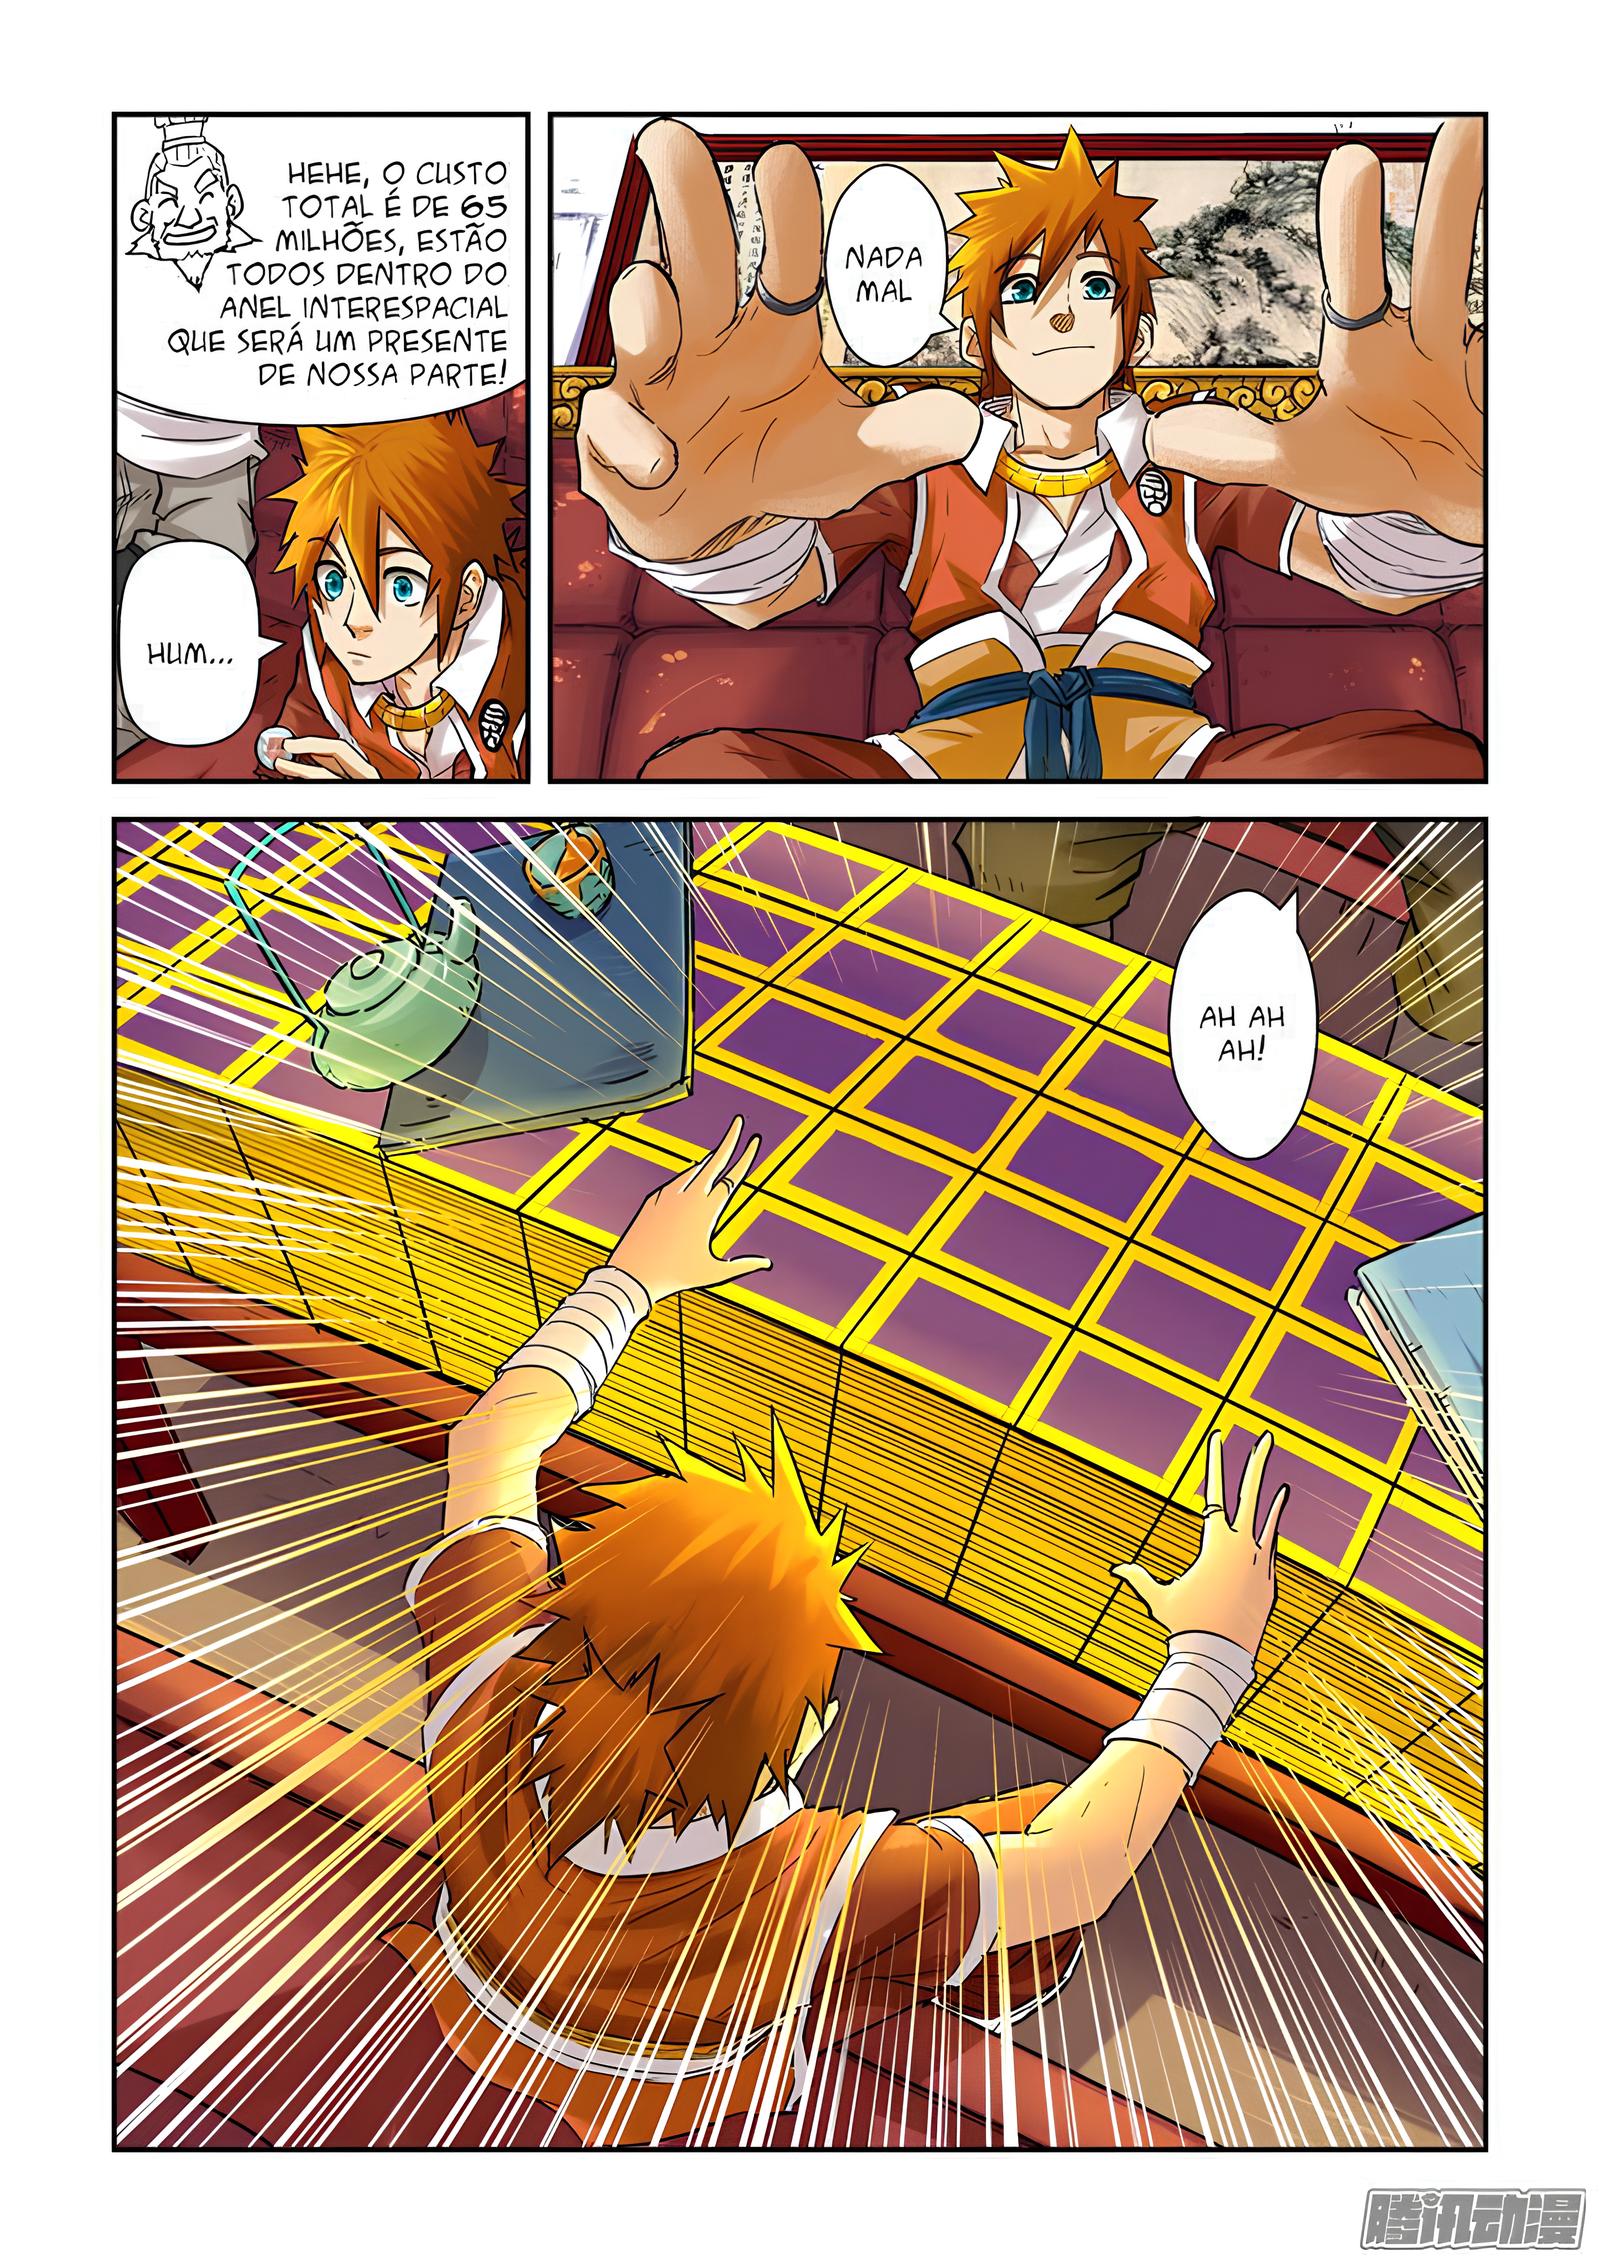 HEHE, O CUSTO
TOTAL É DE 65
MILHÕES, ESTÃO
TODOS DENTRO DO
ANEL INTERESPACIAL
QUE SERÁ UM PRESENTE
DE NOSSA PARTE!
HUM...
NADA
MAL
AH AH
AH!
腾讯动漫